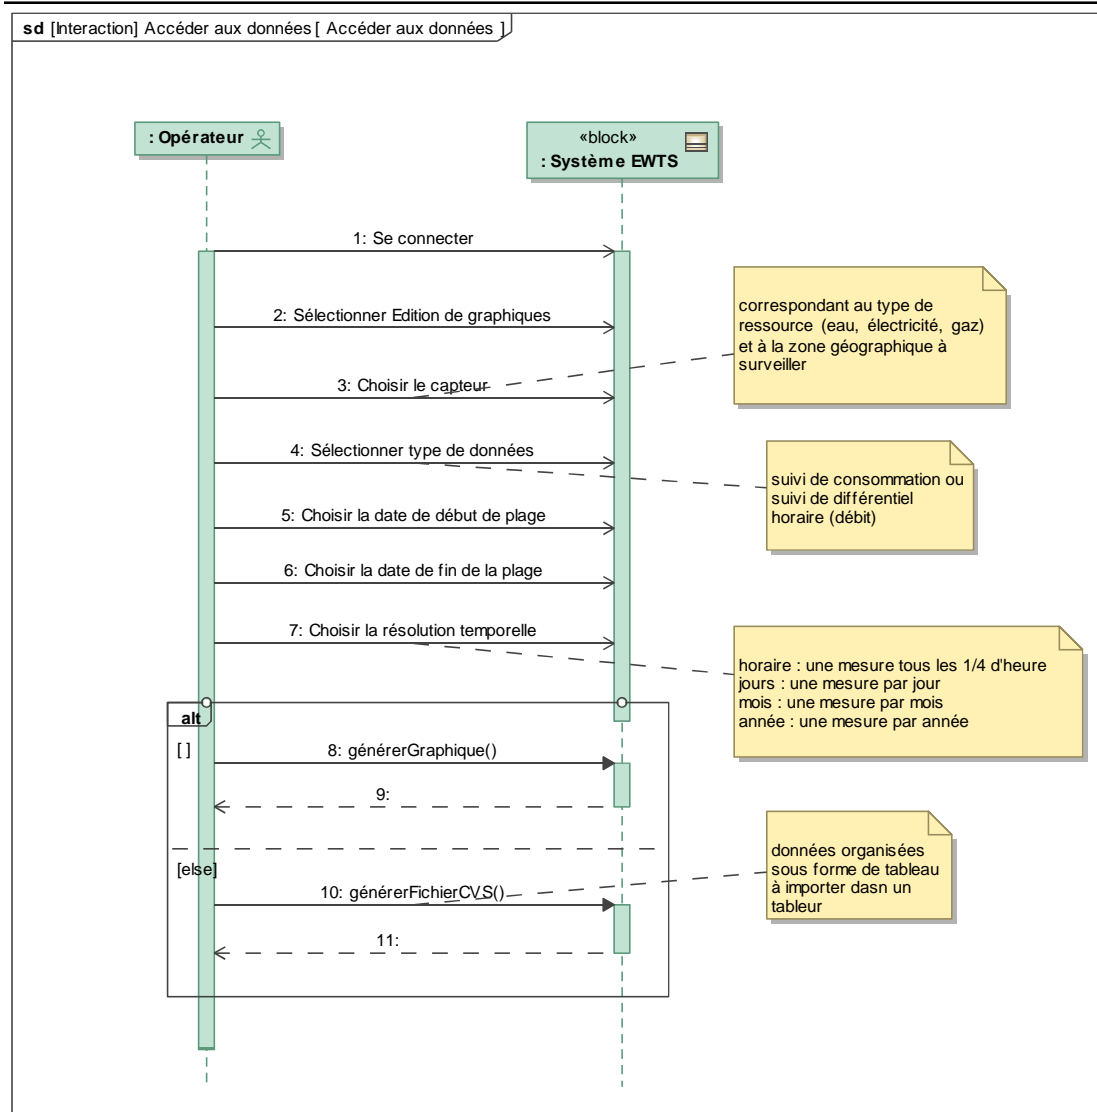 sd [Interaction] Accéder aux données [ Accéder aux données ]
: Opérateur
«block»
: Système EWTS
1: Se connecter
2: Sélectionner Edition de graphiques
correspondant au type de
ressource (eau, électricité, gaz)
et à la zone géographique à
surveiller
3: Choisir le capteur
4: Sélectionner type de données
suivi de consommation ou
suivi de différentiel
horaire (débit)
5: Choisir la date de début de plage
6: Choisir la date de fin de la plage
7: Choisir la résolution temporelle
horaire : une mesure tous les 1/4 d'heure
jours : une mesure par jour
mois : une mesure par mois
année : une mesure par année
alt
[ ]
8: générerGraphique()
9:
[else]
10: générerFichierCVS()
données organisées
sous forme de tableau
à importer dasn un
tableur
11: